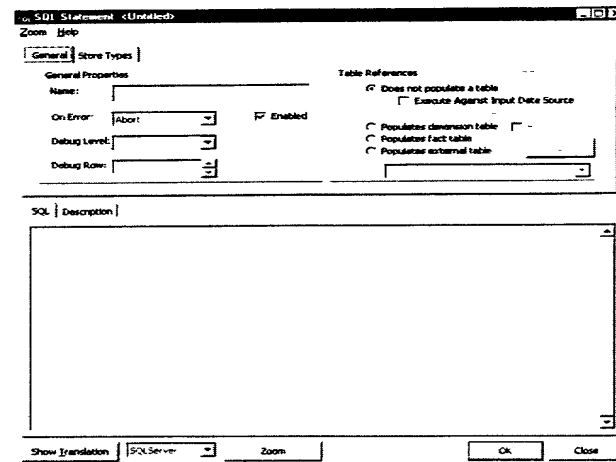 SQL Statement <Untitled>
Zoom Help
General Store Types
General Properties
Name:
On Error: Abort Enabled
Debug Level:
Debug Row:
Table References
Does not populate a table
Execute Against Input Data Source
Populates dimension table
Populates fact table
Populates external table
SQL Description
Show Translation SQLServer Zoom Ok Close